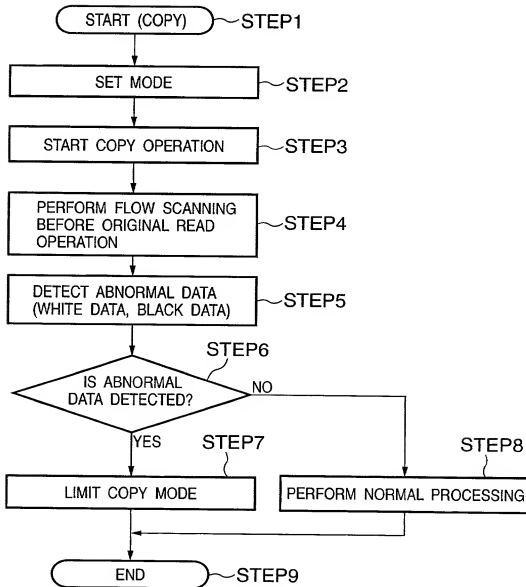 START (COPY)
STEP1
SET MODE
STEP2
START COPY OPERATION
STEP3
PERFORM FLOW SCANNING
BEFORE ORIGINAL READ
OPERATION
STEP4
DETECT ABNORMAL DATA
(WHITE DATA, BLACK DATA)
STEP5
STEP6
IS ABNORMAL
DATA DETECTED?
NO
YES
STEP7
LIMIT COPY MODE
STEP8
PERFORM NORMAL PROCESSING
END
STEP9